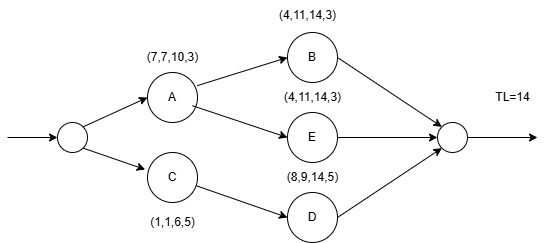 (4,11,14,3)
B
(7,7,10,3)
A
(4,11,14,3)
E
TL=14
C
(1,1,6,5)
(8,9,14,5)
D